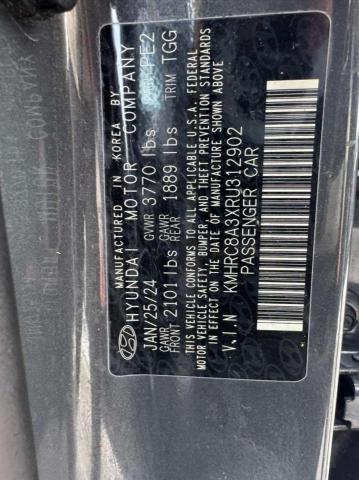 MANUFACTURED IN KOREA BY
HYUNDAI MOTOR COMPANY
JAN/25/24 GVWR 3770 lbs PE2
GAWR FRONT 2101 lbs GAWR REAR 1889 lbs TRIM TGG
THIS VEHICLE CONFORMS TO ALL APPLICABLE U.S.A. FEDERAL
MOTOR VEHICLE SAFETY, BUMPER, AND THEFT PREVENTION STANDARDS
IN EFFECT ON THE DATE OF MANUFACTURE SHOWN ABOVE.
V.I.N KMHRC8A3XRU312902
PASSENGER CAR